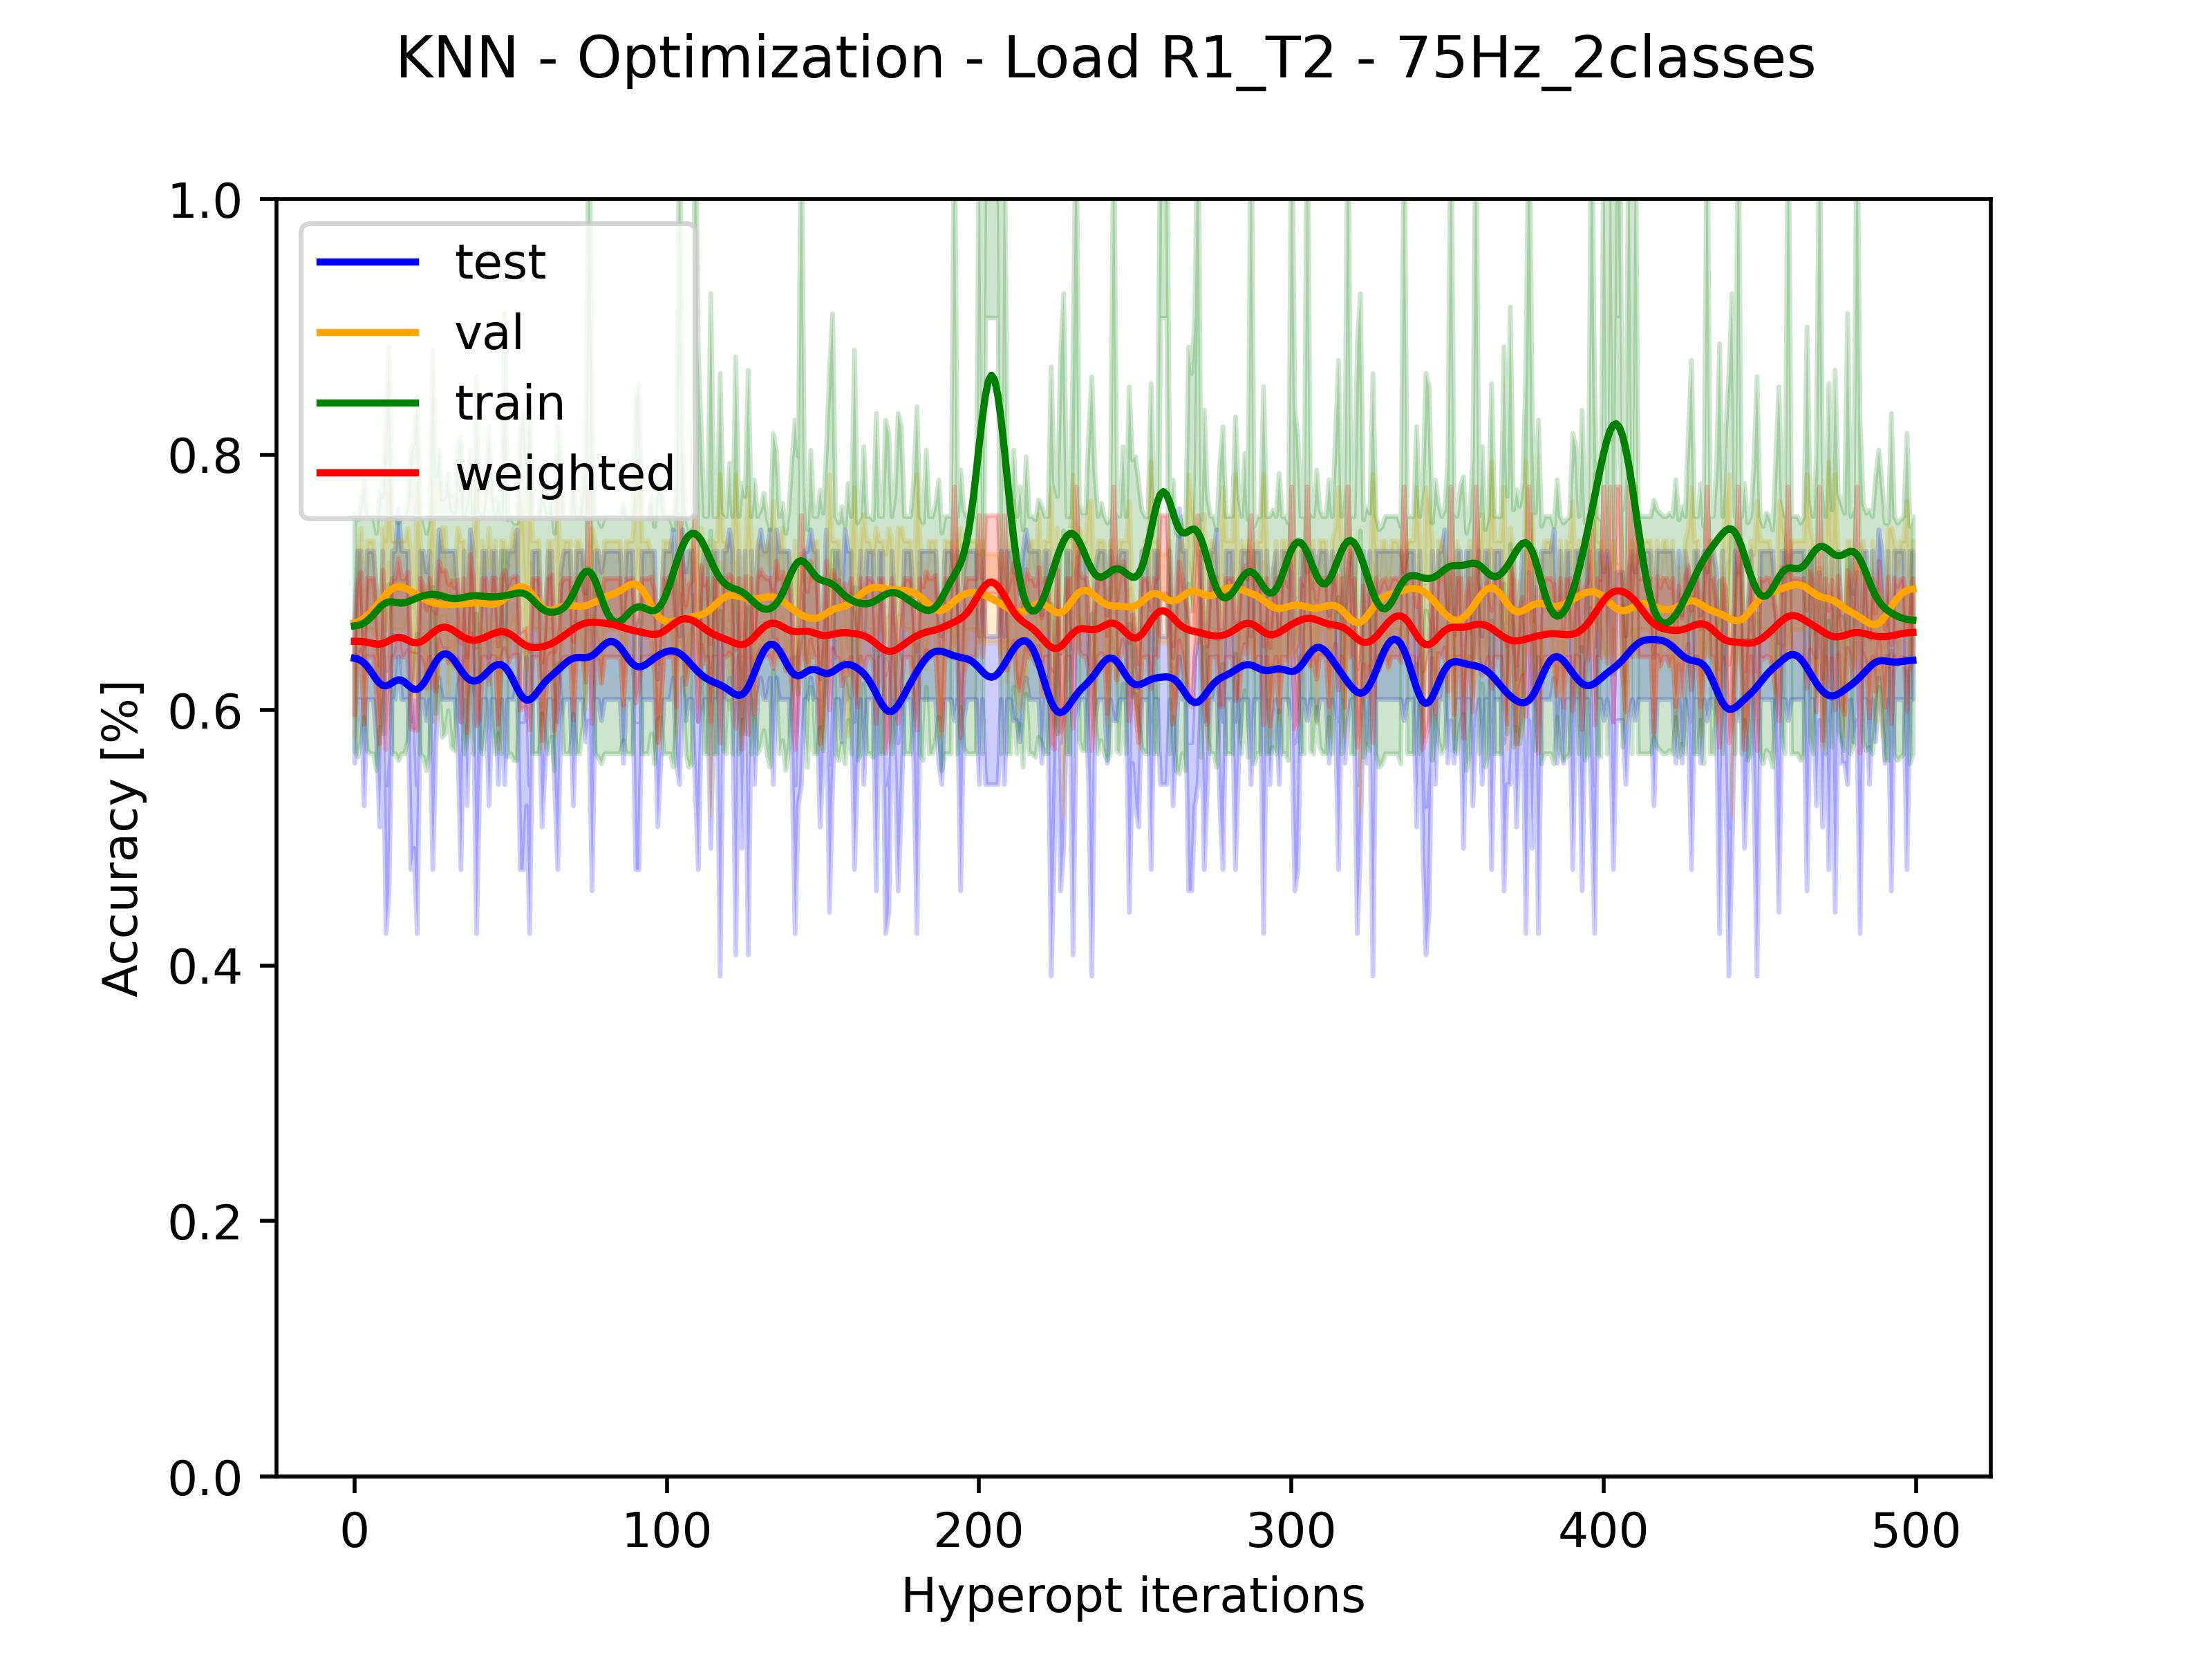 KNN - Optimization - Load R1_T2 - 75Hz_2classes
1.0
0.8
0.6
0.4
0.2
0.0
Accuracy [%]
test
val
train
weighted
0 100 200 300 400 500
Hyperopt iterations